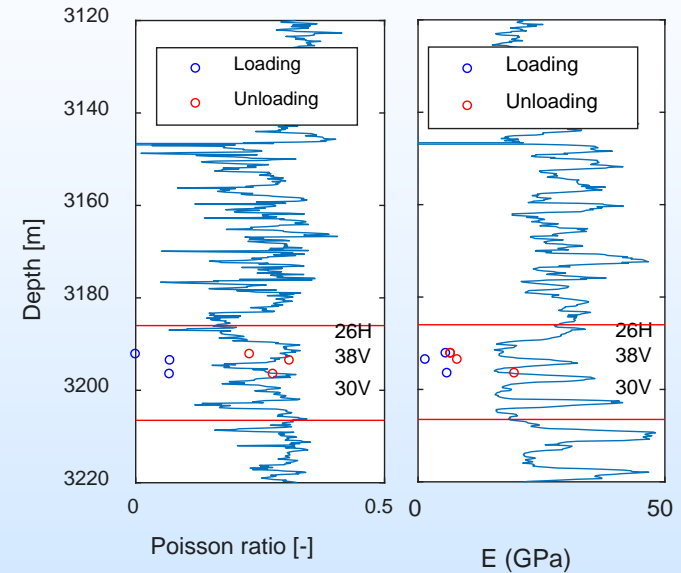 3120
3140
3160
3180
3200
3220
Depth [m]
Loading
Unloading
26H
38V
30V
0
0.5
Poisson ratio [-]
Loading
Unloading
26H
38V
30V
0
50
E (GPa)